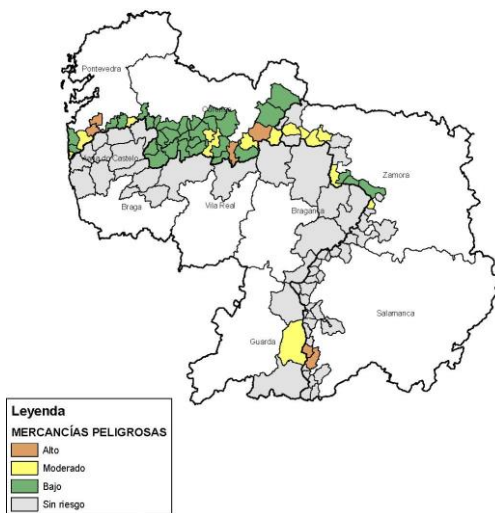 Pontevedra
Ourense
Viana do Castelo
Zamora
Braga
Vila Real
Bragança
Salamanca
Guarda
Leyenda
MERCANCÍAS PELIGROSAS
Alto
Moderado
Bajo
Sin riesgo